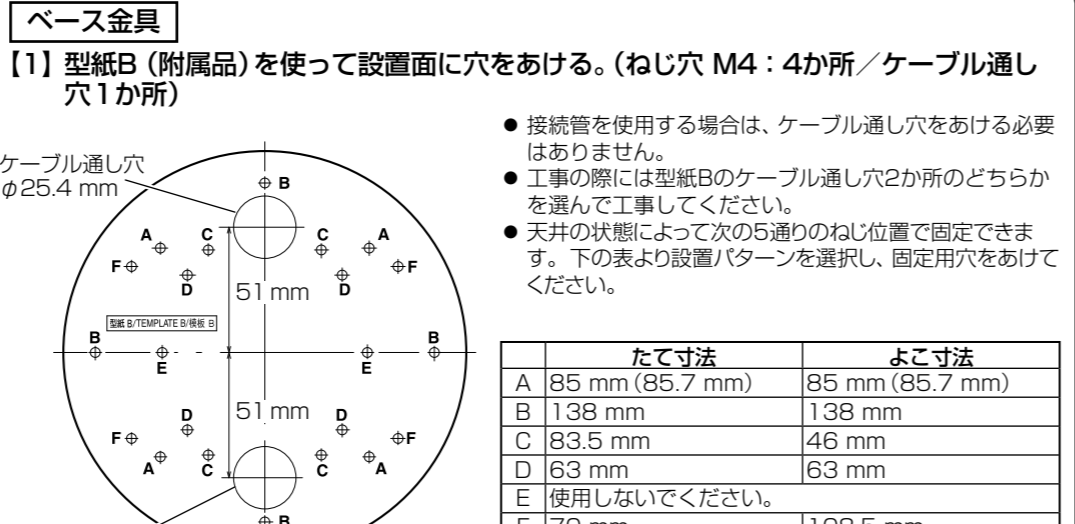 ベース金具
【1】 型紙B（附属品）を使って設置面に穴をあける。（ねじ穴 M4：4か所／ケーブル通し
穴1か所）
ケーブル通し穴
φ25.4 mm
B
A C C A
F F
D D
51 mm
型紙 B/TEMPLATE B/模板 B
B B
E E
51 mm
D D
F F
A C C A
B
● 接続管を使用する場合は、ケーブル通し穴をあける必要
はありません。
● 工事の際には型紙Bのケーブル通し穴2か所のどちらか
を選んで工事してください。
● 天井の状態によって次の5通りのねじ位置で固定できま
す。下の表より設置パターンを選択し、固定用穴をあけて
ください。
たて寸法 よこ寸法
A 85 mm（85.7 mm） 85 mm（85.7 mm）
B 138 mm 138 mm
C 83.5 mm 46 mm
D 63 mm 63 mm
E 使用しないでください。